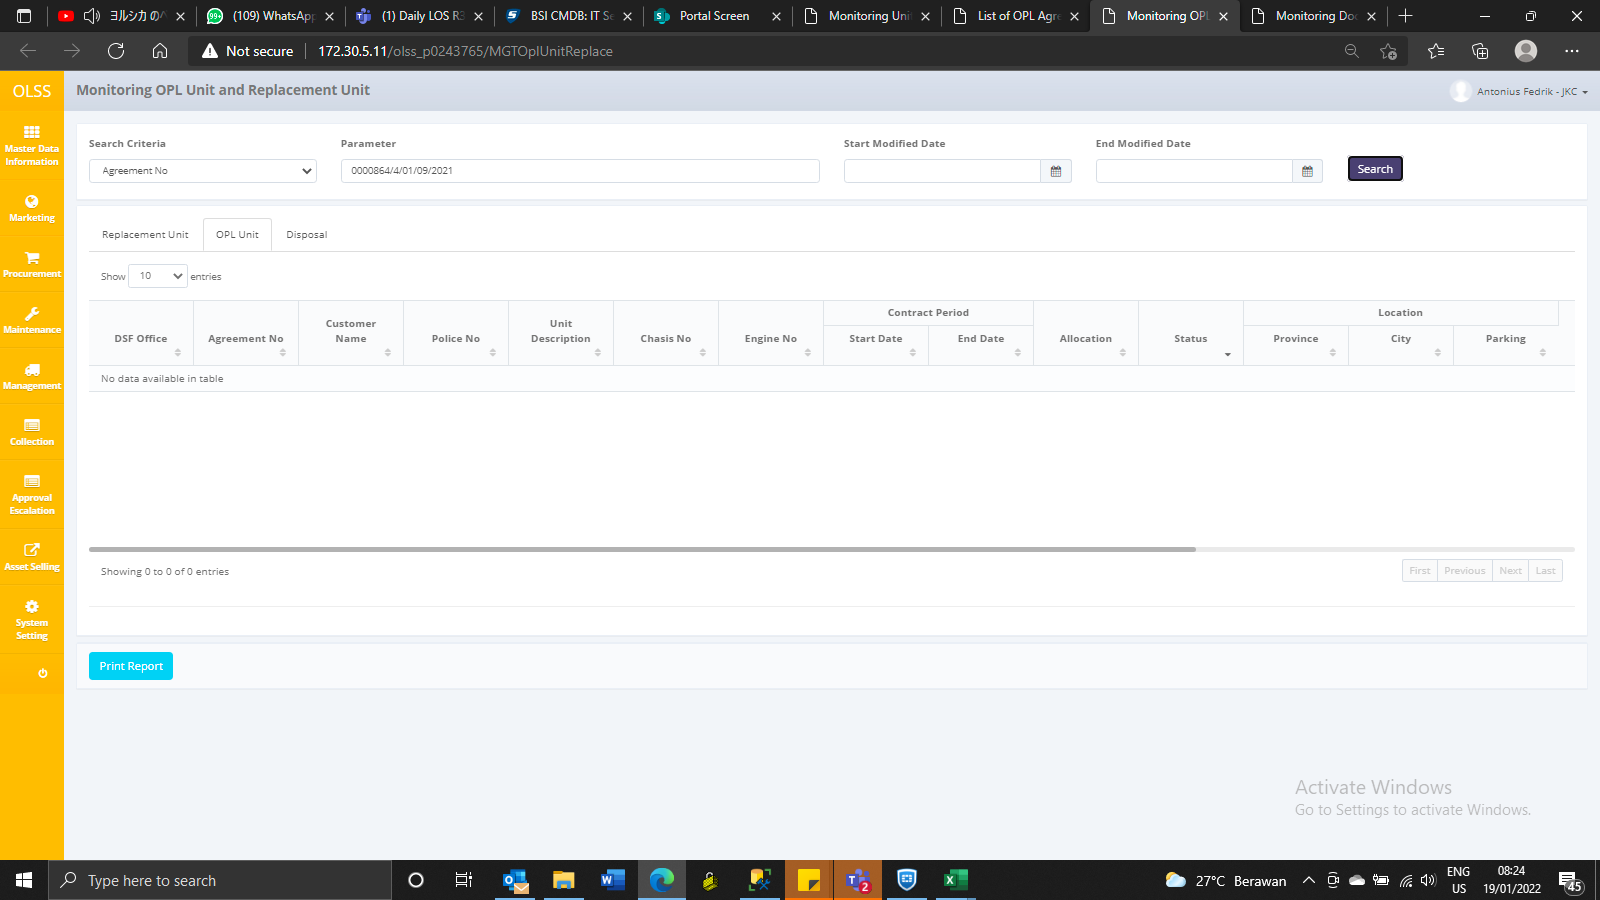 ヨルシカの
(109) WhatsApp
(1) Daily LOS R3
BSI CMDB: IT Se
Portal Screen
Monitoring Uni
List of OPL Agre
Monitoring OPL
Monitoring Doc
Not secure
172.30.5.11/olss_p0243765/MGTOplUnitReplace
OLSS
Monitoring OPL Unit and Replacement Unit
Antonius Fedrik - JKC
Master Data
Information
Marketing
Procurement
Maintenance
Management
Collection
Approval
Escalation
Asset Selling
System
Setting
Search Criteria
Parameter
Start Modified Date
End Modified Date
Agreement No
0000864/4/01/09/2021
Search
Replacement Unit
OPL Unit
Disposal
Show 10 entries
DSF Office
Agreement No
Customer
Name
Police No
Unit
Description
Chasis No
Engine No
Contract Period
Start Date
End Date
Allocation
Status
Location
Province
City
Parking
No data available in table
Showing 0 to 0 of 0 entries
First
Previous
Next
Last
Print Report
Activate Windows
Go to Settings to activate Windows.
Type here to search
2
27°C Berawan
ENG
US
08:24
19/01/2022
45